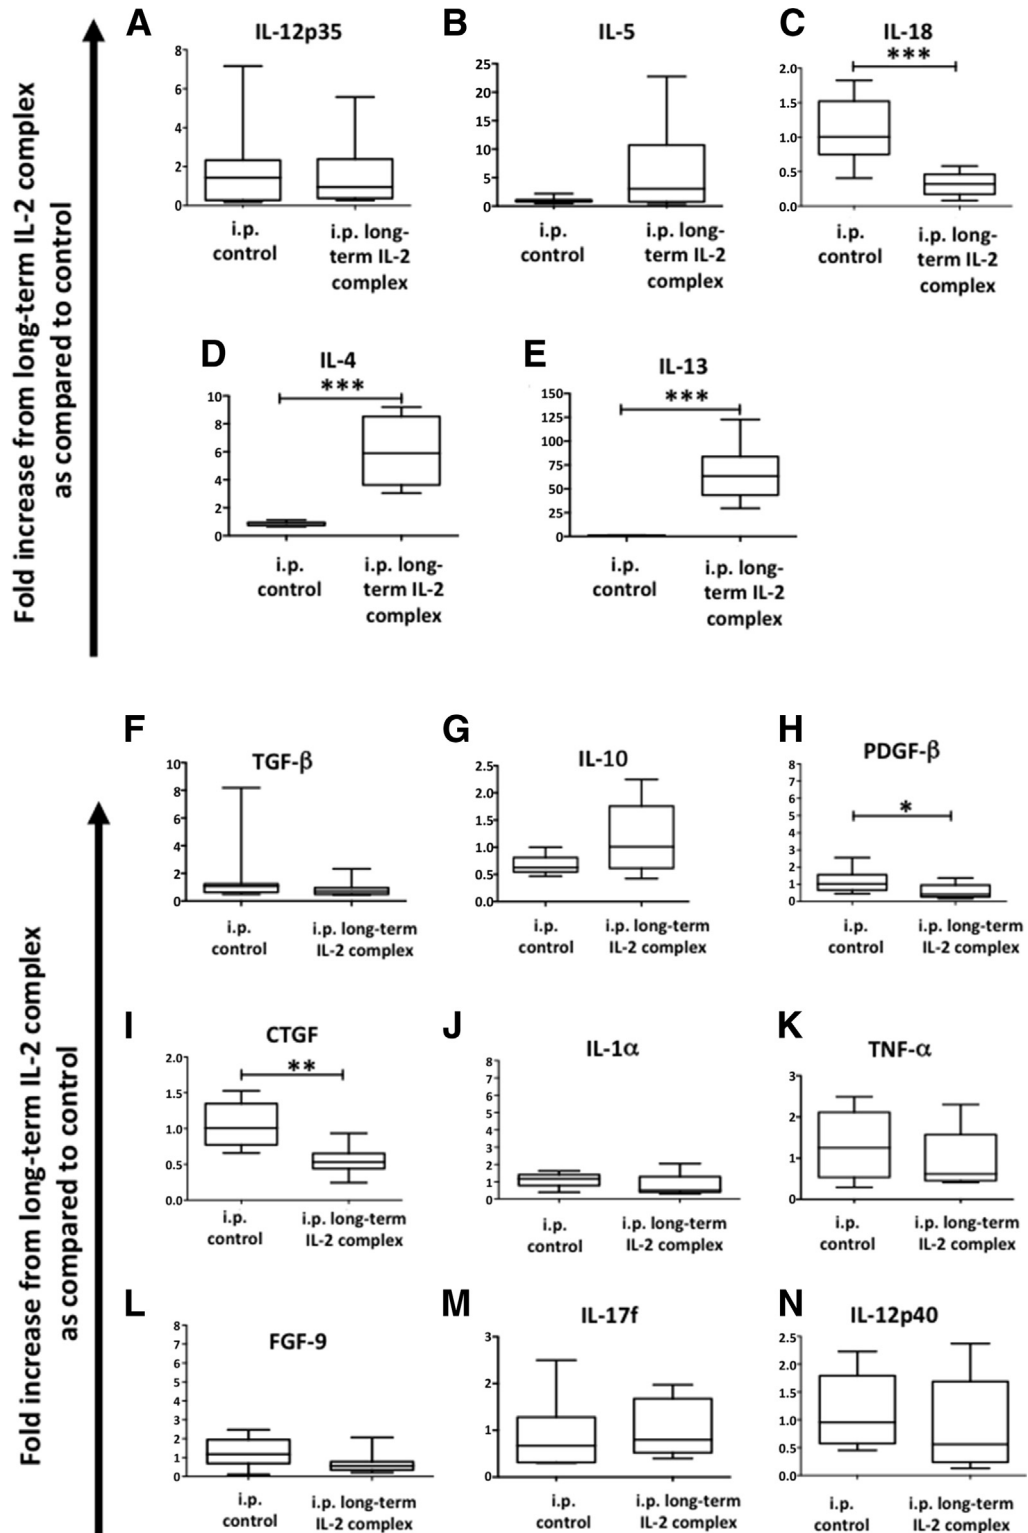 Fold increase from long-term IL-2 complex
as compared to control
A
IL-12p35
8
6
4
2
0
i.p.
control
i.p. long-
term IL-2
complex
B
IL-5
25
20
15
10
5
0
i.p.
control
i.p. long-
term IL-2
complex
C
IL-18
***
2.0
1.5
1.0
0.5
0.0
i.p.
control
i.p. long-
term IL-2
complex
D
IL-4
***
10
8
6
4
2
0
i.p.
control
i.p. long-
term IL-2
complex
E
IL-13
***
150
125
100
75
50
25
0
i.p.
control
i.p. long-
term IL-2
complex
Fold increase from long-term IL-2 complex
as compared to control
F
TGF-β
10
8
6
4
2
0
i.p.
control
i.p. long-term
IL-2 complex
G
IL-10
2.5
2.0
1.5
1.0
0.5
0.0
i.p.
control
i.p. long-term
IL-2 complex
H
PDGF-β
*
8
7
6
5
4
3
2
1
0
i.p.
control
i.p. long-term
IL-2 complex
I
CTGF
**
2.0
1.5
1.0
0.5
0.0
i.p.
control
i.p. long-term
IL-2 complex
J
IL-1α
8
7
6
5
4
3
2
1
0
i.p.
control
i.p. long-term
IL-2 complex
K
TNF-α
3
2
1
0
i.p.
control
i.p. long-term
IL-2 complex
L
FGF-9
8
7
6
5
4
3
2
1
0
i.p.
control
i.p. long-term
IL-2 complex
M
IL-17f
3
2
1
0
i.p.
control
i.p. long-term
IL-2 complex
N
IL-12p40
2.5
2.0
1.5
1.0
0.5
0.0
i.p.
control
i.p. long-term
IL-2 complex